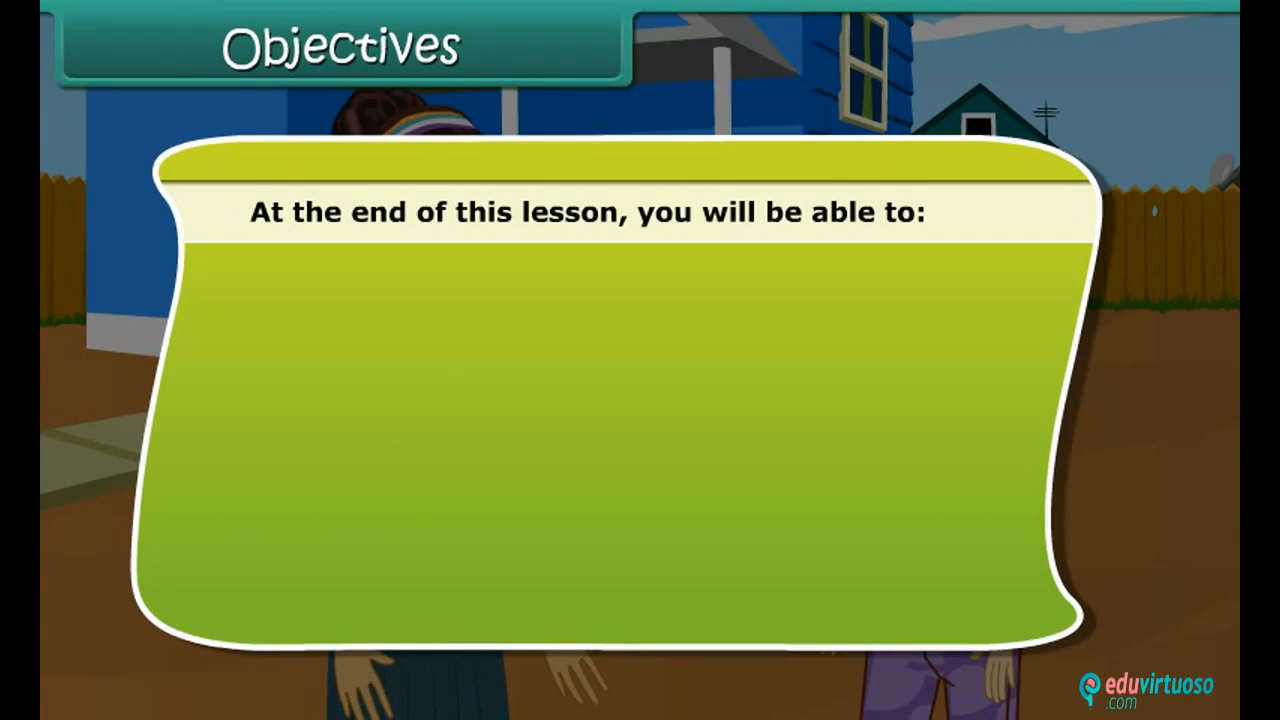 Objectives
At the end of this lesson, you will be able to:
eduvirtuoso
.com